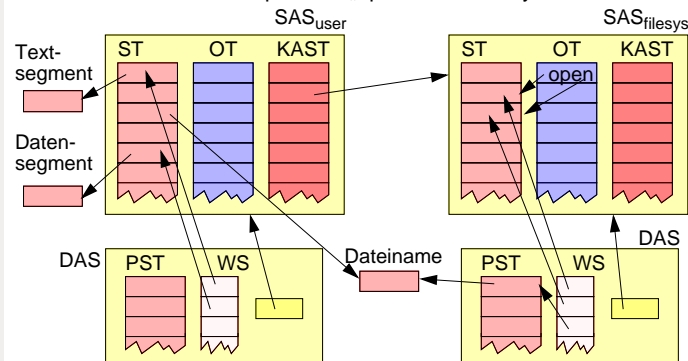 SASuser
SASfilesys
Text-
segment
ST
OT
KAST
ST
OT
KAST
open
Daten-
segment
DAS
PST
WS
Dateiname
PST
WS
DAS